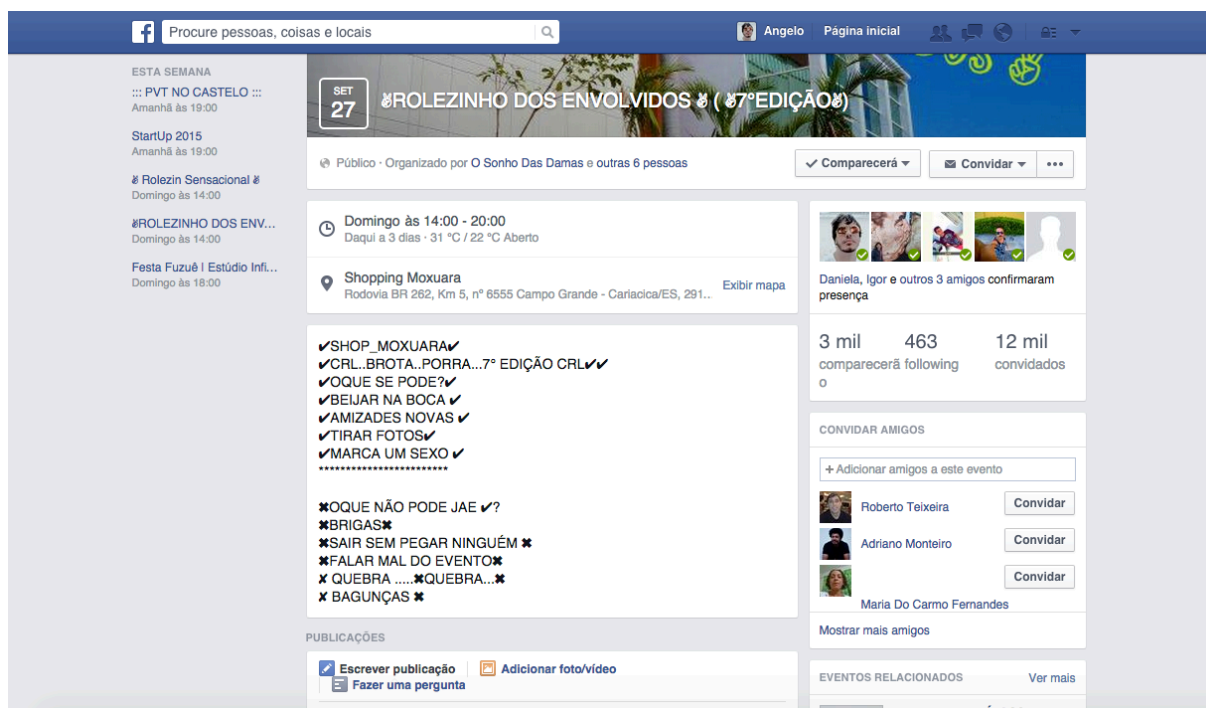 f
Procure pessoas, coisas e locais
Angelo
Página inicial
ESTA SEMANA
::: PVT NO CASTELO :::
Amanhã às 19:00
StartUp 2015
Amanhã às 19:00
✌ Rolezin Sensacional ✌
Domingo às 14:00
✌ROLEZINHO DOS ENV...
Domingo às 14:00
Festa Fuzuê l Estúdio Infi...
Domingo às 18:00
SET
27
✌ROLEZINHO DOS ENVOLVIDOS ✌ ( ✌7°EDIÇÃO✌)
Público · Organizado por O Sonho Das Damas e outras 6 pessoas
✓ Comparecerá
Convidar
•••
Domingo às 14:00 - 20:00
Daqui a 3 dias · 31 °C / 22 °C Aberto
Shopping Moxuara
Rodovia BR 262, Km 5, nº 6555 Campo Grande - Cariacica/ES, 291..
Exibir mapa
✔SHOP_MOXUARA✔
✔CRL..BROTA..PORRA...7° EDIÇÃO CRL✔✔
✔OQUE SE PODE?✔
✔BEIJAR NA BOCA ✔
✔AMIZADES NOVAS ✔
✔TIRAR FOTOS✔
✔MARCA UM SEXO ✔
************************
✖OQUE NÃO PODE JAE ✔?
✖BRIGAS✖
✖SAIR SEM PEGAR NINGUÉM ✖
✖FALAR MAL DO EVENTO✖
✘ QUEBRA .....✖QUEBRA...✖
✘ BAGUNÇAS ✖
PUBLICAÇÕES
Escrever publicação
Adicionar foto/vídeo
Fazer uma pergunta
Daniela, Igor e outros 3 amigos confirmaram
presença
3 mil
comparecerã
o
463
following
12 mil
convidados
CONVIDAR AMIGOS
+ Adicionar amigos a este evento
Roberto Teixeira
Convidar
Adriano Monteiro
Convidar
Convidar
Maria Do Carmo Fernandes
Mostrar mais amigos
EVENTOS RELACIONADOS
Ver mais